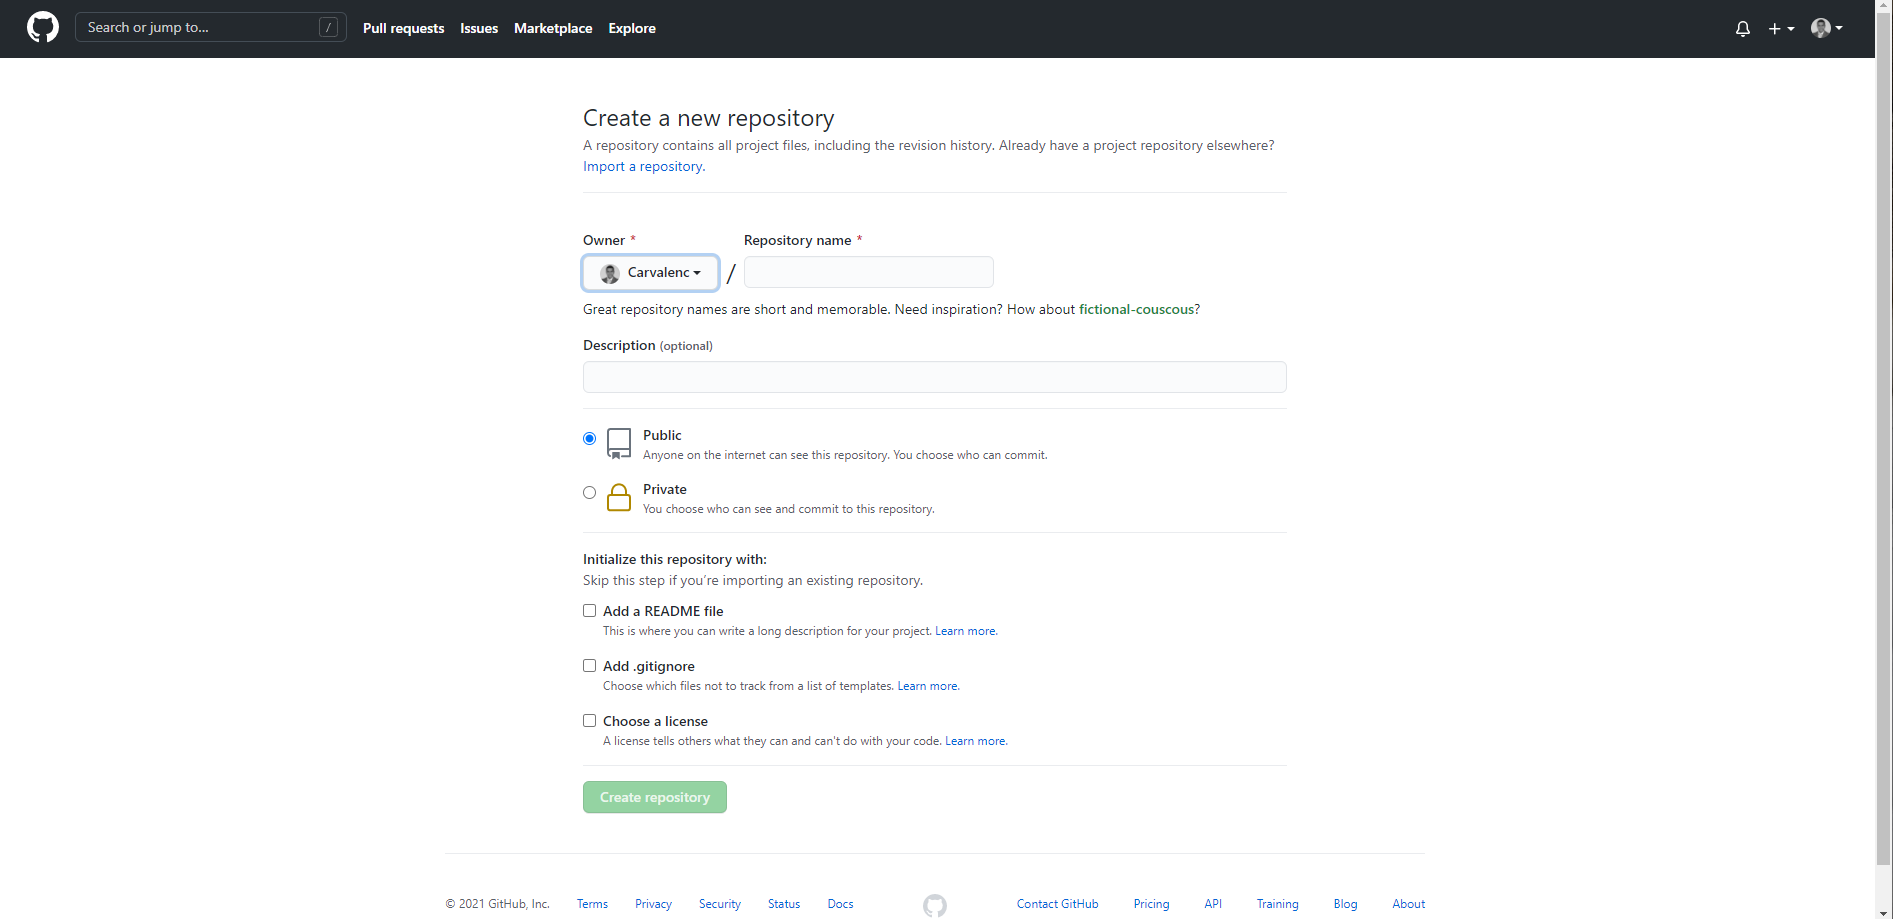 Search or jump to... /
Pull requests Issues Marketplace Explore
Create a new repository
A repository contains all project files, including the revision history. Already have a project repository elsewhere?
Import a repository.
Owner * Repository name *
Carvalenc /
Great repository names are short and memorable. Need inspiration? How about fictional-couscous?
Description (optional)
Public
Anyone on the internet can see this repository. You choose who can commit.
Private
You choose who can see and commit to this repository.
Initialize this repository with:
Skip this step if you’re importing an existing repository.
Add a README file
This is where you can write a long description for your project. Learn more.
Add .gitignore
Choose which files not to track from a list of templates. Learn more.
Choose a license
A license tells others what they can and can't do with your code. Learn more.
Create repository
© 2021 GitHub, Inc. Terms Privacy Security Status Docs Contact GitHub Pricing API Training Blog About